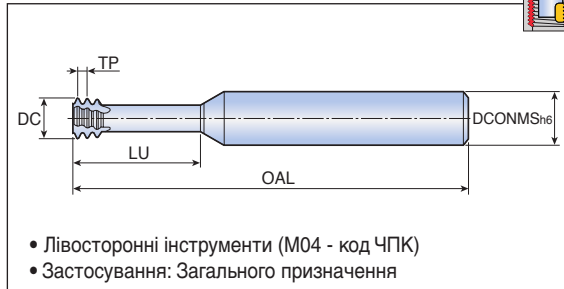 TP
DC
DCONMSh6
LU
OAL
• Лівосторонні інструменти (M04 - код ЧПК)
• Застосування: Загального призначення